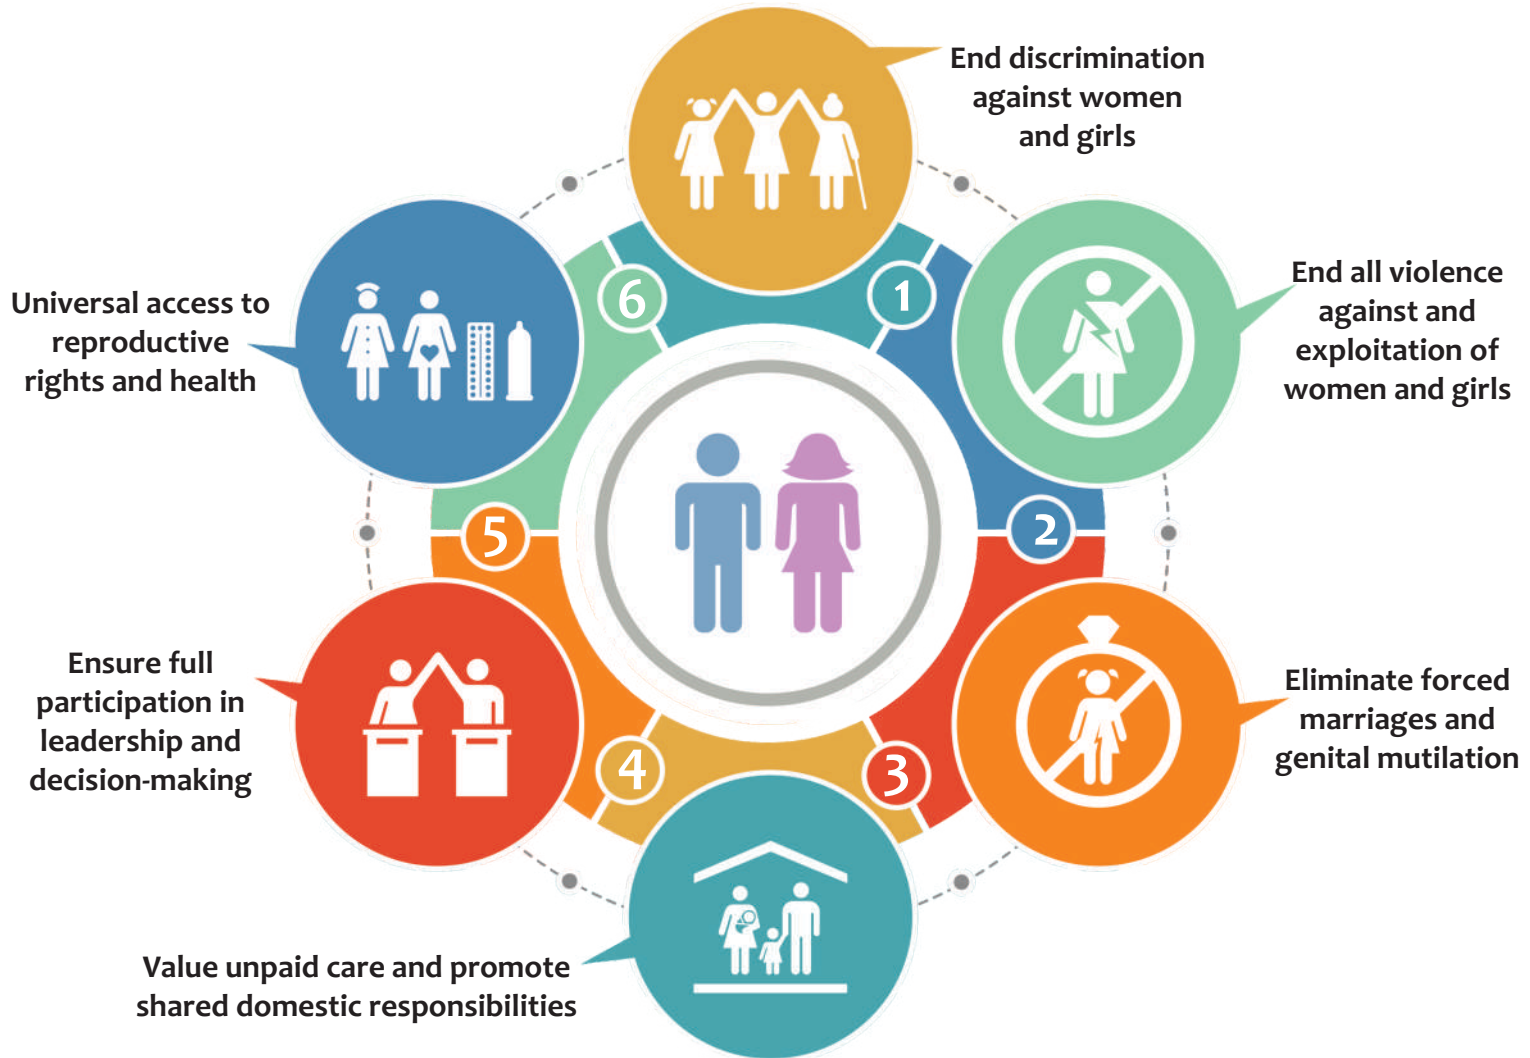 End discrimination
against women
and girls
1
End all violence
against and
exploitation of
women and girls
2
Eliminate forced
marriages and
genital mutilation
3
Value unpaid care and promote
shared domestic responsibilities
4
Ensure full
participation in
leadership and
decision-making
5
Universal access to
reproductive
rights and health
6